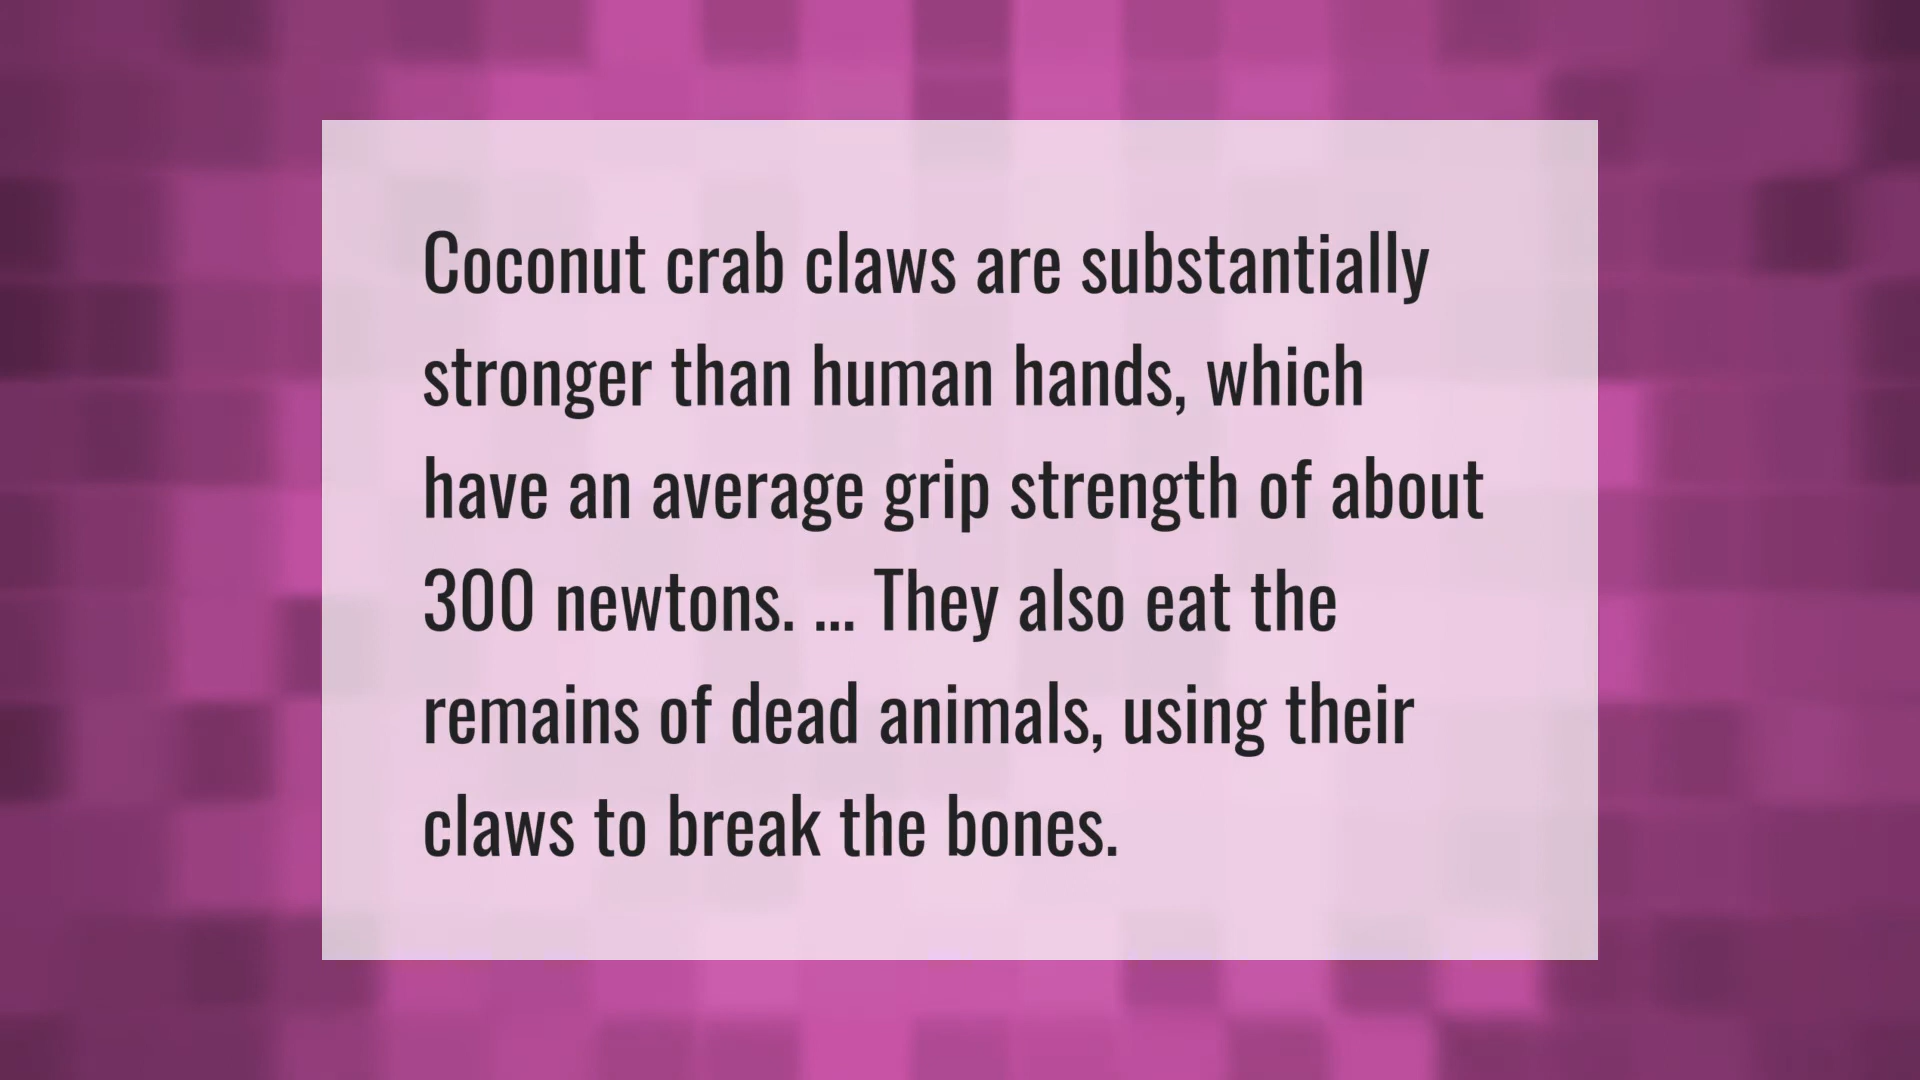 Coconut crab claws are substantially
stronger than human hands, which
have an average grip strength of about
300 newtons. ... They also eat the
remains of dead animals, using their
claws to break the bones.